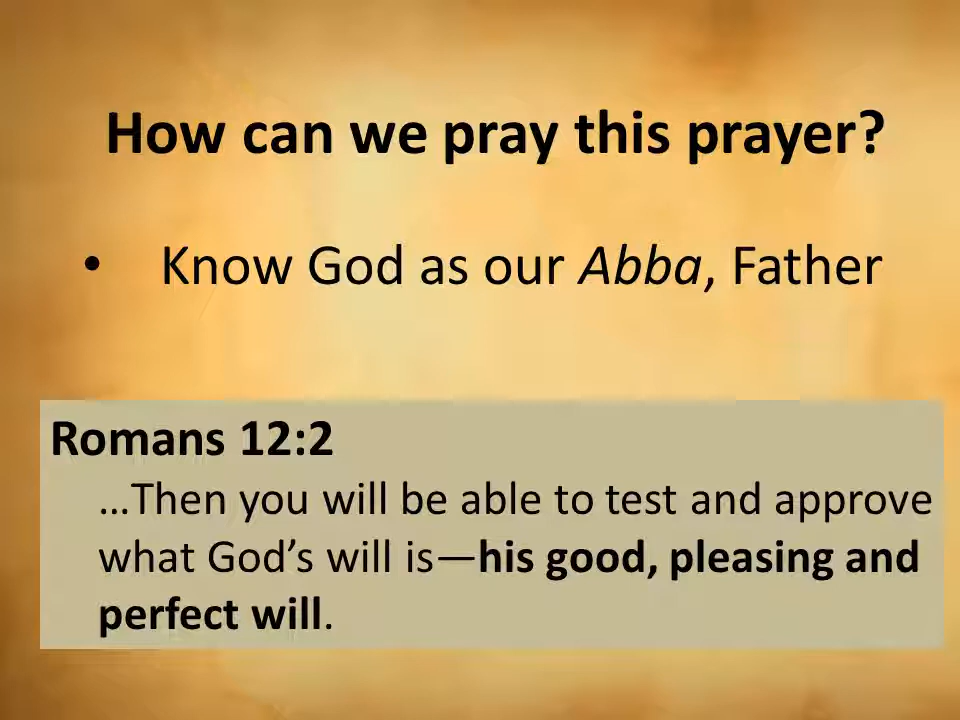 How can we pray this prayer?
• Know God as our Abba, Father
Romans 12:2
…Then you will be able to test and approve
what God’s will is—his good, pleasing and
perfect will.